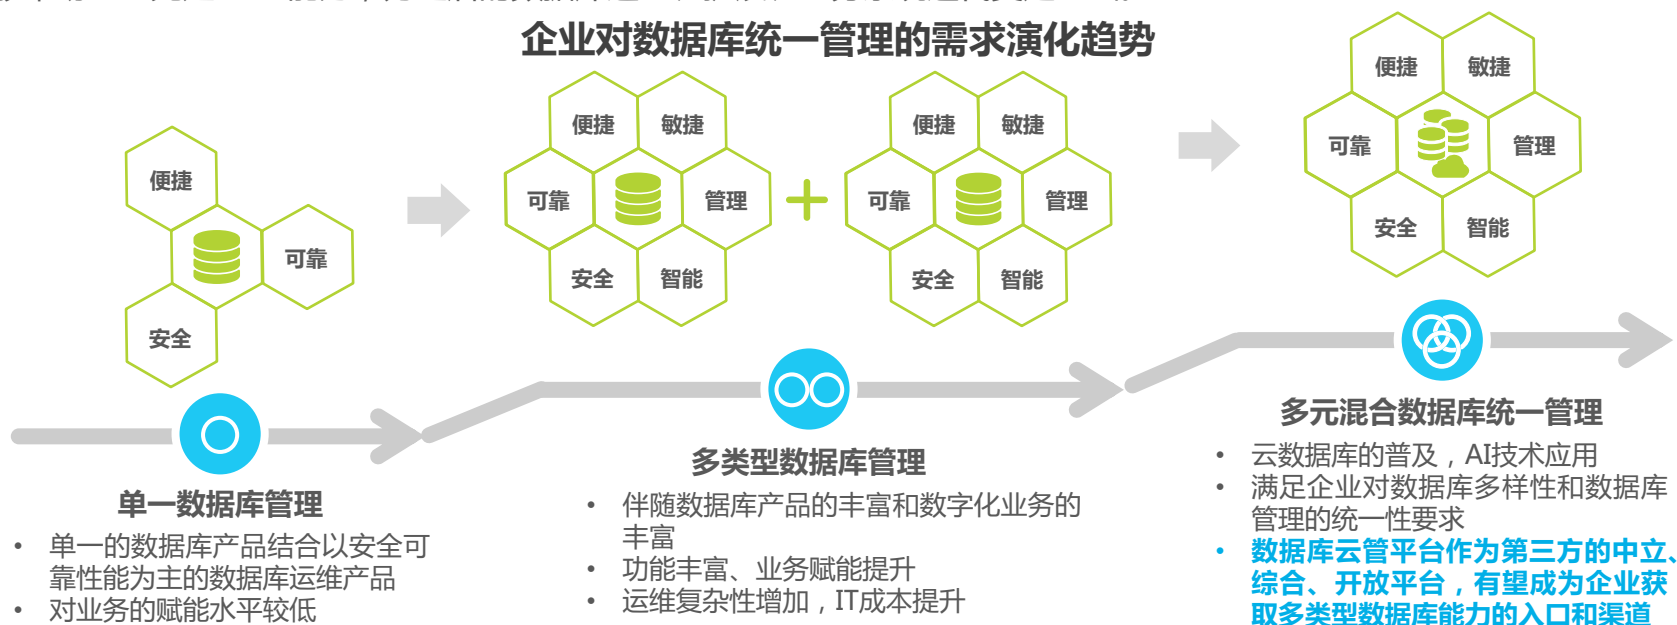 企业对数据库统一管理的需求演化趋势
便捷
可靠
安全
便捷
敏捷
可靠
管理
安全
智能
便捷
敏捷
可靠
管理
安全
智能
便捷
敏捷
可靠
管理
安全
智能
单一数据库管理
• 单一的数据库产品结合以安全可
靠性能为主的数据库运维产品
• 对业务的赋能水平较低
多类型数据库管理
• 伴随数据库产品的丰富和数字化业务的
丰富
• 功能丰富、业务赋能提升
• 运维复杂性增加，IT成本提升
多元混合数据库统一管理
• 云数据库的普及，AI技术应用
• 满足企业对数据库多样性和数据库
管理的统一性要求
• 数据库云管平台作为第三方的中立、
综合、开放平台，有望成为企业获
取多类型数据库能力的入口和渠道